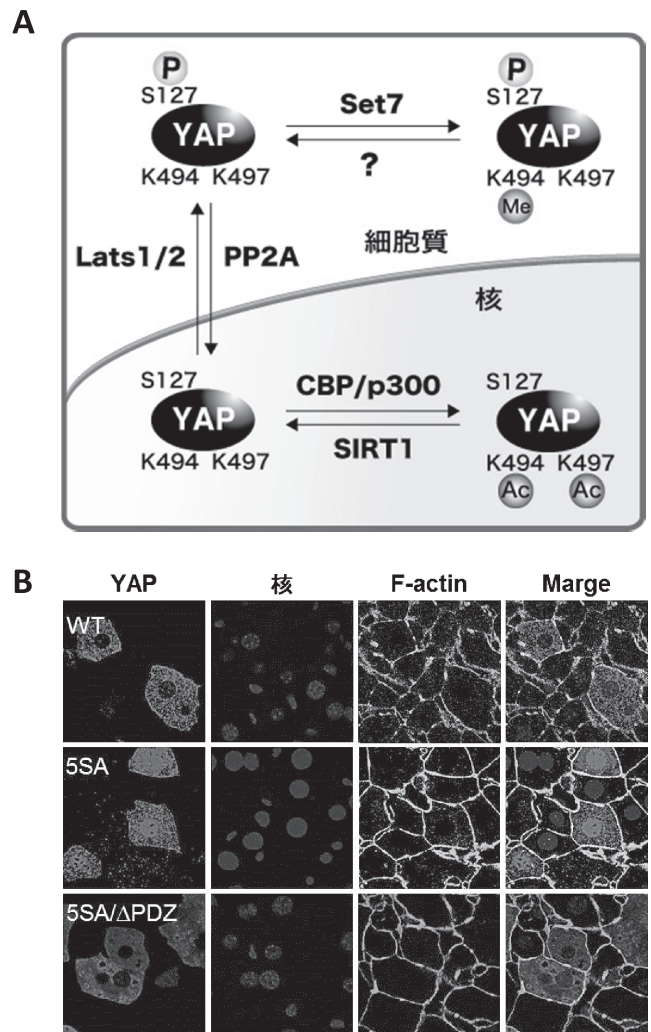 A
P P
S127 Set7 S127
YAP YAP
K494 K497 ? K494 K497
Me
Lats1/2 PP2A 細胞質
核
S127 CBP/p300 S127
YAP YAP
K494 K497 SIRT1 K494 K497
Ac Ac
B
YAP 核 F-actin Marge
WT
5SA
5SA/ΔPDZ